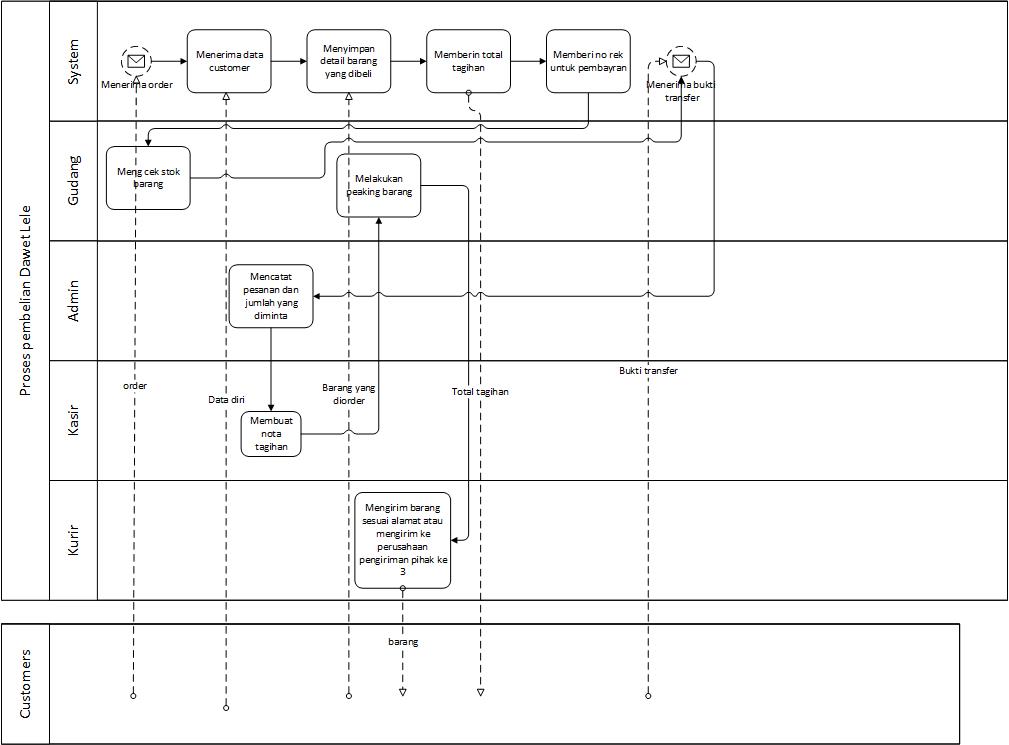 Proses pembelian Dawet Lele
System
Menerima order
Menerima data
customer
Menyimpan
detail barang
yang dibeli
Memberin total
tagihan
Memberi no rek
untuk pembayran
Menerima bukti
transfer
Gudang
Meng cek stok
barang
Melakukan
peaking barang
Admin
Mencatat
pesanan dan
jumlah yang
diminta
Kasir
order
Data diri
Membuat
nota
tagihan
Barang yang
diorder
Total tagihan
Bukti transfer
Kurir
Mengirim barang
sesuai alamat atau
mengirim ke
perusahaan
pengiriman pihak ke
3
Customers
barang